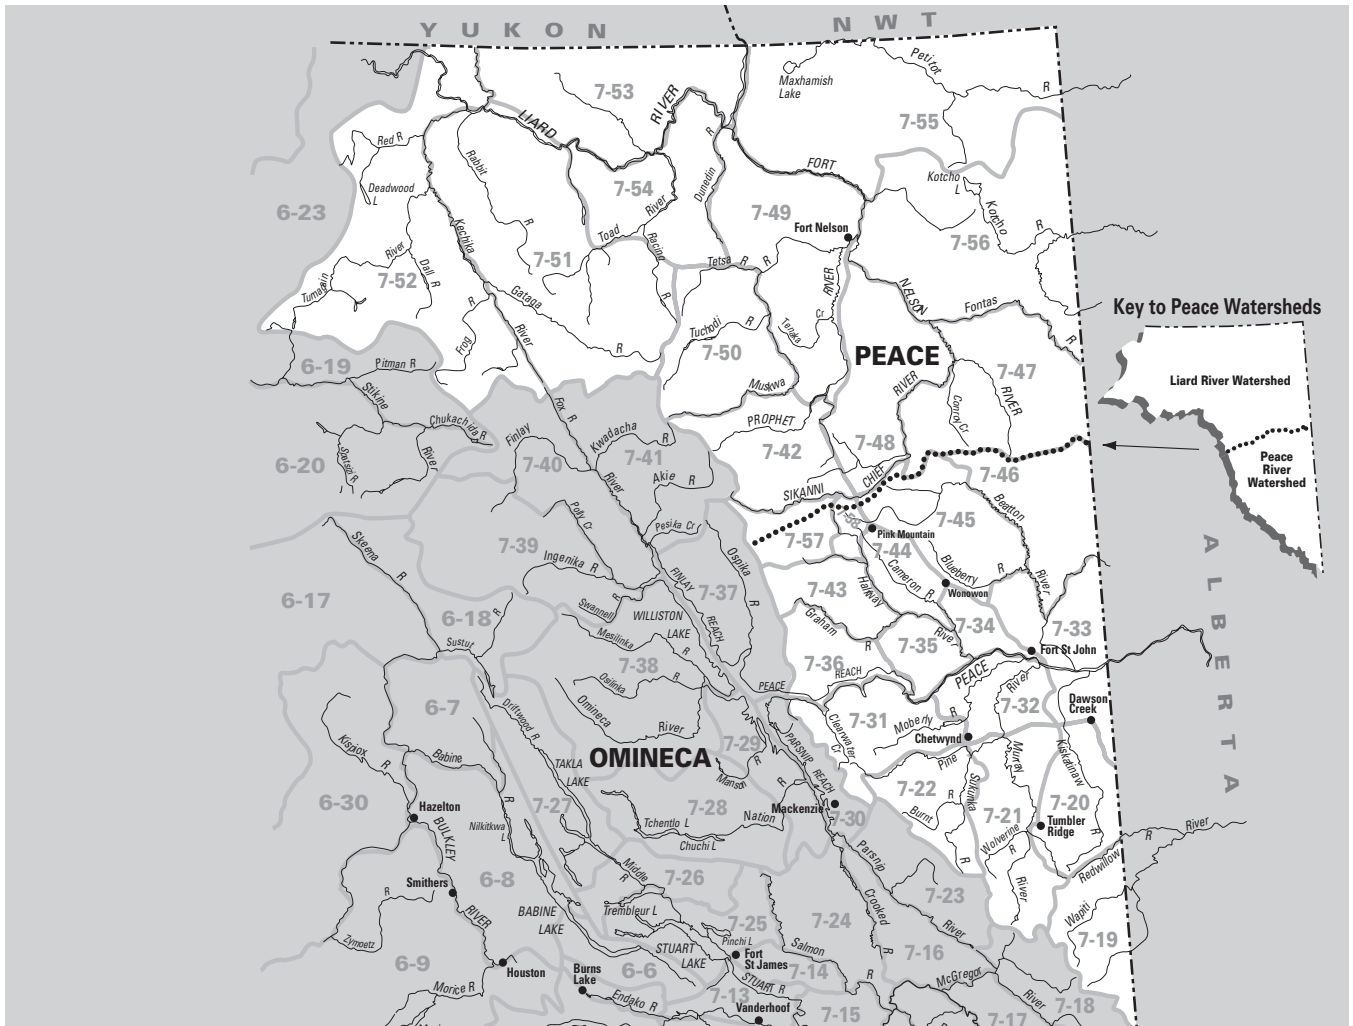 YUKON
NWT
Petitot
R
Maxhamish
Lake
7-53
RIVER
LIARD
7-55
Red R
Rabbit
R
FORT
Deadwood
L
7-54
Dunedin
R
Kotcho
L
6-23
River
7-49
Kotcho
R
Kechika
Toad
Racing
R
Fort Nelson
7-56
River
7-51
Tetsa R
R
7-52
Dall R
RIVER
NELSON
Gataga
R
Fontas
R
Key to Peace Watersheds
Frog
R
River
Tuchodi
R
Tenaka
Cr
7-50
PEACE
6-19
Pitman R
Muskwa
RIVER
7-47
Liard River Watershed
Stikine
Fox R
Conroy Cr
RIVER
Chukachida R
Finlay
Kwadacha
R
PROPHET
7-48
6-20
River
7-40
7-41
7-42
Peace
River
Watershed
Spatsizi R
River
Akie R
SIKANNI
CHIEF
7-46
Polly Cr
Pesika Cr
7-58
7-45
Beatton
Skeena
R
7-39
Ingenika R
Ospika
R
7-57
Pink Mountain
7-44
Blueberry
R
River
ALBERTA
6-17
FINLAY
REACH
7-37
7-43
Halfway
Cameron
R
Wonowon
Swannell
R
WILLISTON
LAKE
6-18
R
Mesilinka
R
Graham
R
River
7-34
7-33
Sustut
7-38
7-35
Fort St John
Osilinka
R
7-36
REACH
PEACE
PEACE
River
6-7
Driftwood R
Omineca
River
7-32
Dawson
Creek
7-31
Moberly
R
Clearwater
Cr
Chetwynd
Kispiox
R
Babine
R
7-29
PARSNIP REACH
OMINECA
Manson
R
Pine
Murray
Kiskatinaw
R
TAKLA
LAKE
Sukunka
R
6-30
7-27
7-28
R
Mackenzie
7-30
7-22
7-20
Hazelton
Nation
Burnt
7-21
Tumbler
Ridge
BULKLEY
RIVER
Nilkitkwa
L
Tchentlo L
Chuchi L
Wolverine
R
R
River
Parsnip
River
Redwillow
Middle
R
7-26
Smithers
6-8
R
7-23
River
R
Crooked
R
BABINE
LAKE
Trembleur L
7-25
7-24
Wapiti
Zymoetz
R
STUART
LAKE
Pinchi L
Salmon
R
7-16
7-19
Fort
St James
6-9
Houston
Burns
Lake
6-6
7-14
McGregor
River
STUART R
Morice R
Endako R
7-13
7-18
Vanderhoof
7-15
7-17